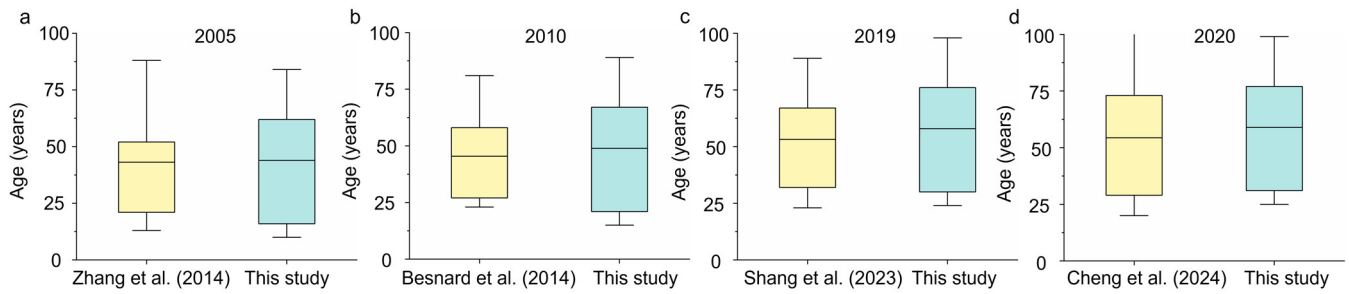 a
2005
100
75
50
25
0
Age (years)
Zhang et al. (2014) This study
b
2010
100
75
50
25
0
Age (years)
Besnard et al. (2014) This study
c
2019
100
75
50
25
0
Age (years)
Shang et al. (2023) This study
d
2020
100
75
50
25
0
Age (years)
Cheng et al. (2024) This study